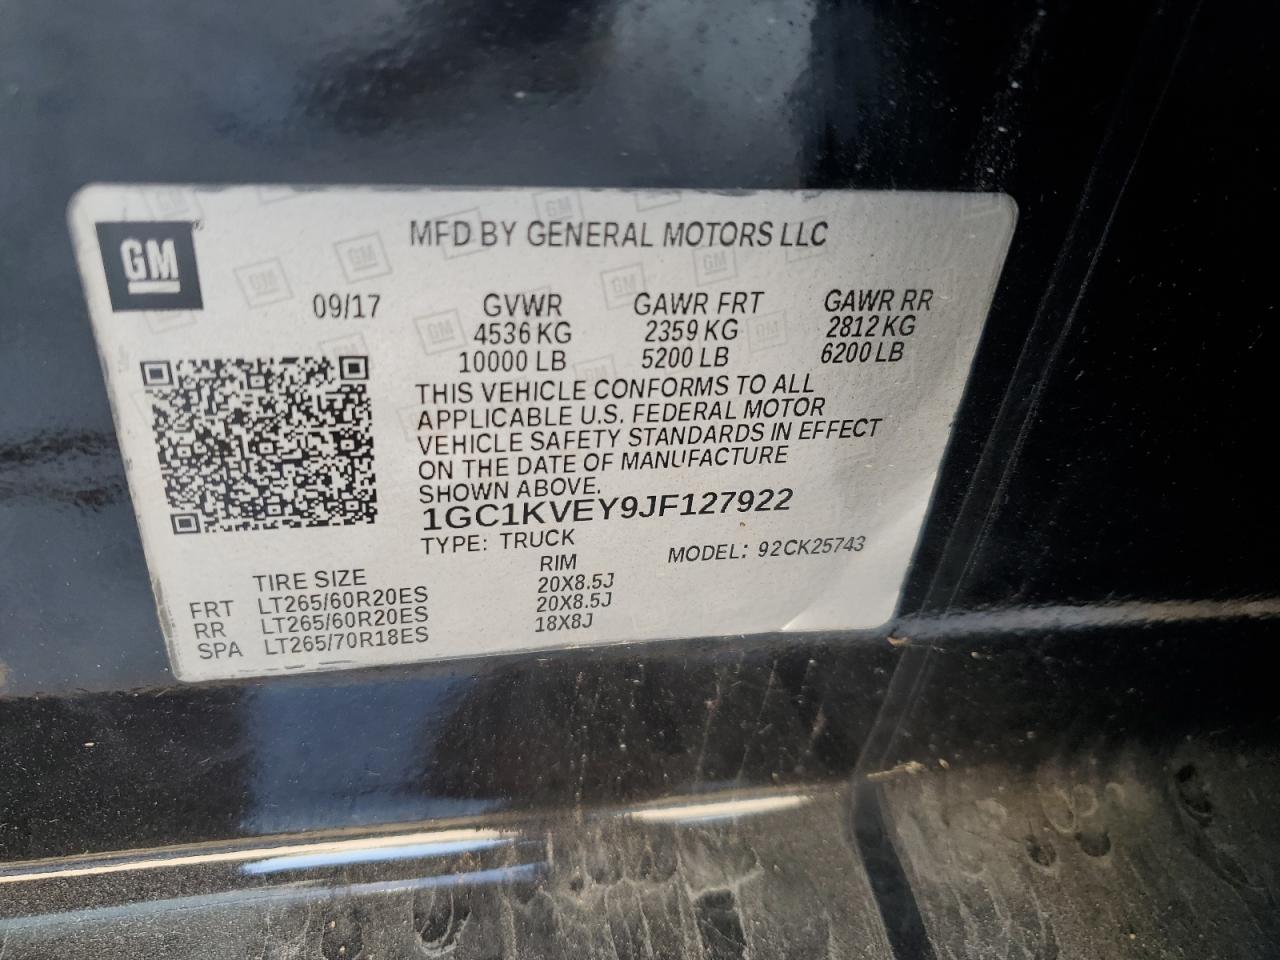 GM
MFD BY GENERAL MOTORS LLC
09/17 GVWR GAWR FRT GAWR RR
4536 KG 2359 KG 2812 KG
10000 LB 5200 LB 6200 LB
THIS VEHICLE CONFORMS TO ALL
APPLICABLE U.S. FEDERAL MOTOR
VEHICLE SAFETY STANDARDS IN EFFECT
ON THE DATE OF MANUFACTURE
SHOWN ABOVE.
1GC1KVEY9JF127922
TYPE: TRUCK MODEL: 92CK25743
TIRE SIZE RIM
FRT LT265/60R20ES 20X8.5J
RR LT265/60R20ES 20X8.5J
SPA LT265/70R18ES 18X8J